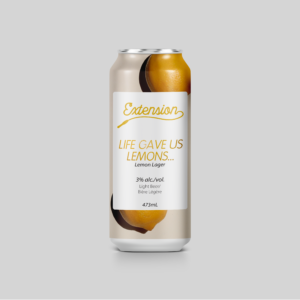 Extension
LIFE GAVE US
LEMONS...
Lemon Lager
3% alc./vol.
Light Beer/
Bière Légère
473mL